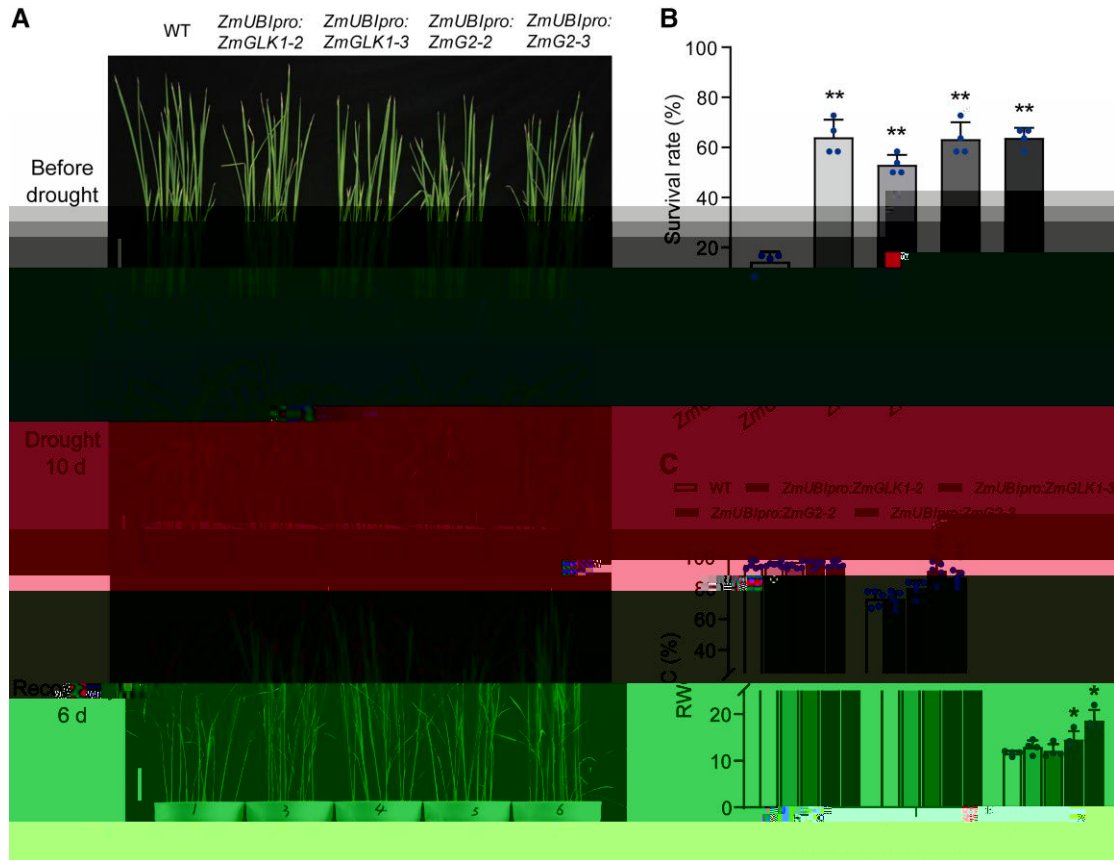 A
WT
ZmUBIpro:
ZmGLK1-2
ZmUBIpro:
ZmGLK1-3
ZmUBIpro:
ZmG2-2
ZmUBIpro:
ZmG2-3
Before
drought
Drought
10 d
6 d
1 3 4 5 6
B
Survival rate (%)
100
80
60
40
20
** ** ** **
C
WT ZmUBIpro:ZmGLK1-2 ZmUBIpro:ZmGLK1-3
ZmUBIpro:ZmG2-2 ZmUBIpro:ZmG2-3
100
80
60
40
20
10
0
* *